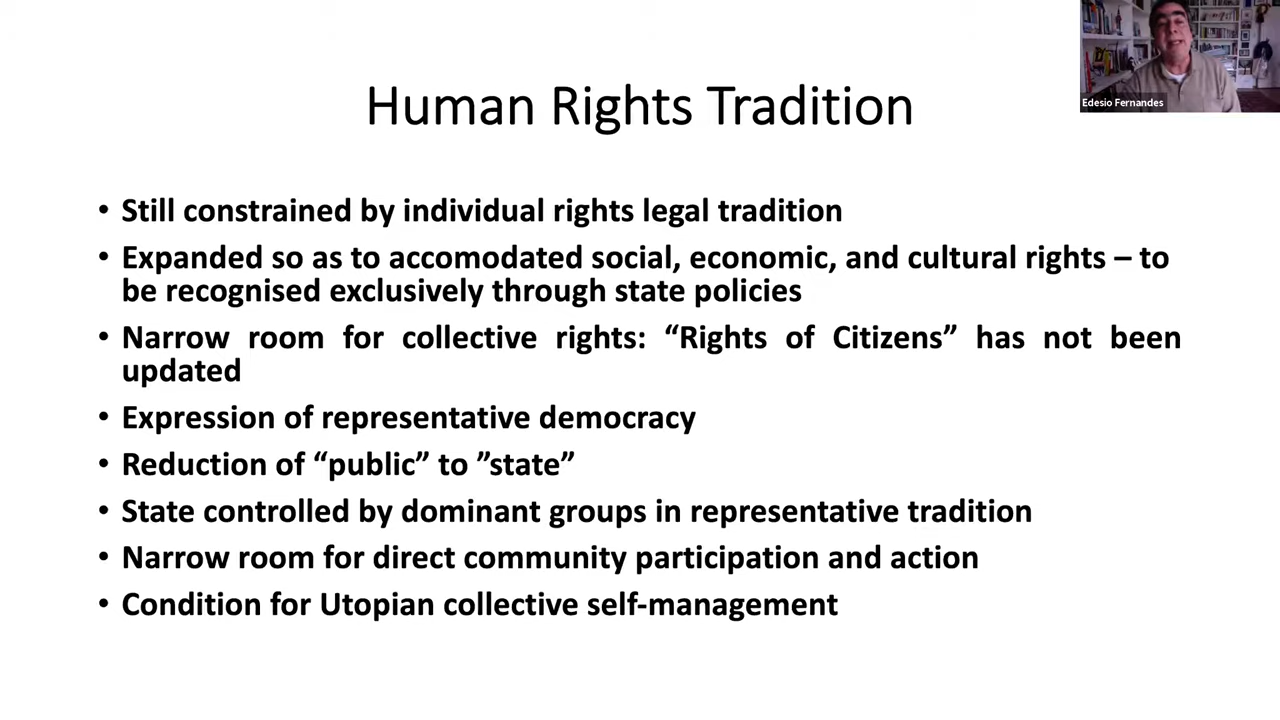 Edesio Fernandes
Human Rights Tradition
• Still constrained by individual rights legal tradition
• Expanded so as to accomodated social, economic, and cultural rights – to
be recognised exclusively through state policies
• Narrow room for collective rights: “Rights of Citizens” has not been
updated
• Expression of representative democracy
• Reduction of “public” to ”state”
• State controlled by dominant groups in representative tradition
• Narrow room for direct community participation and action
• Condition for Utopian collective self-management